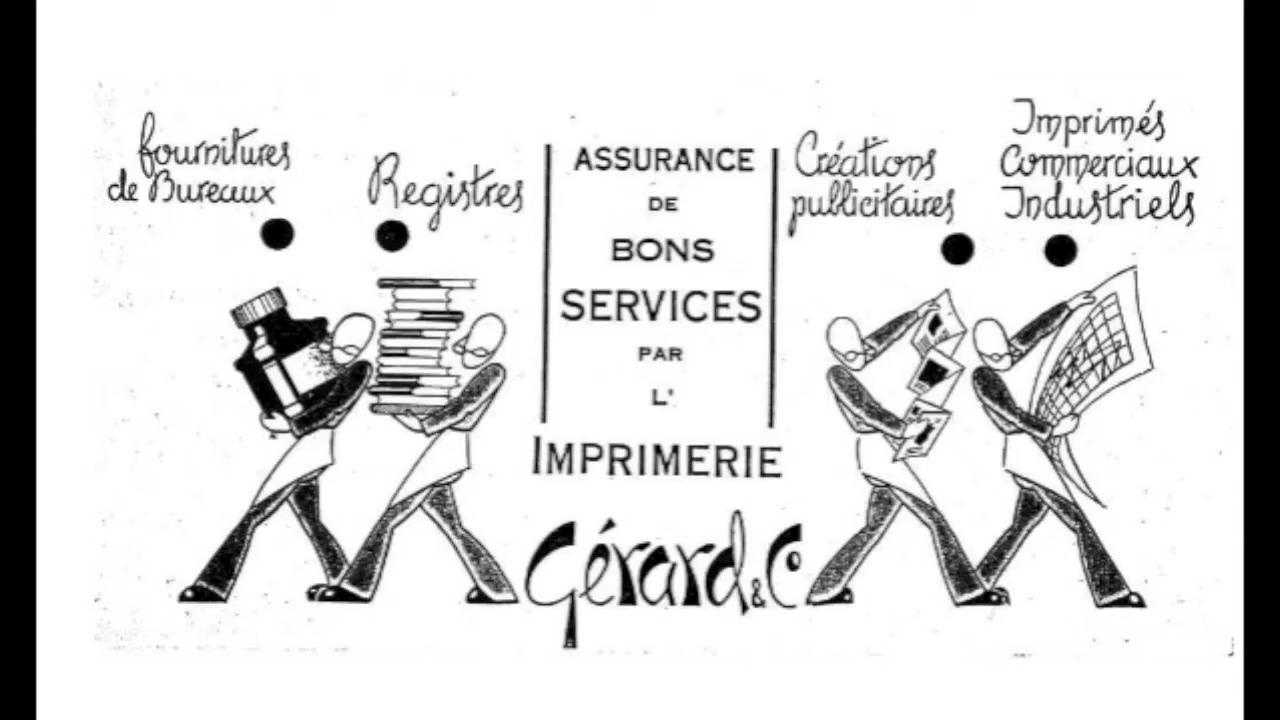 fournitures
de Bureaux
Registres
ASSURANCE
DE
BONS
SERVICES
PAR
L'
IMPRIMERIE
Gérard & Co
Créations
publicitaires
Imprimés
Commerciaux
Industriels